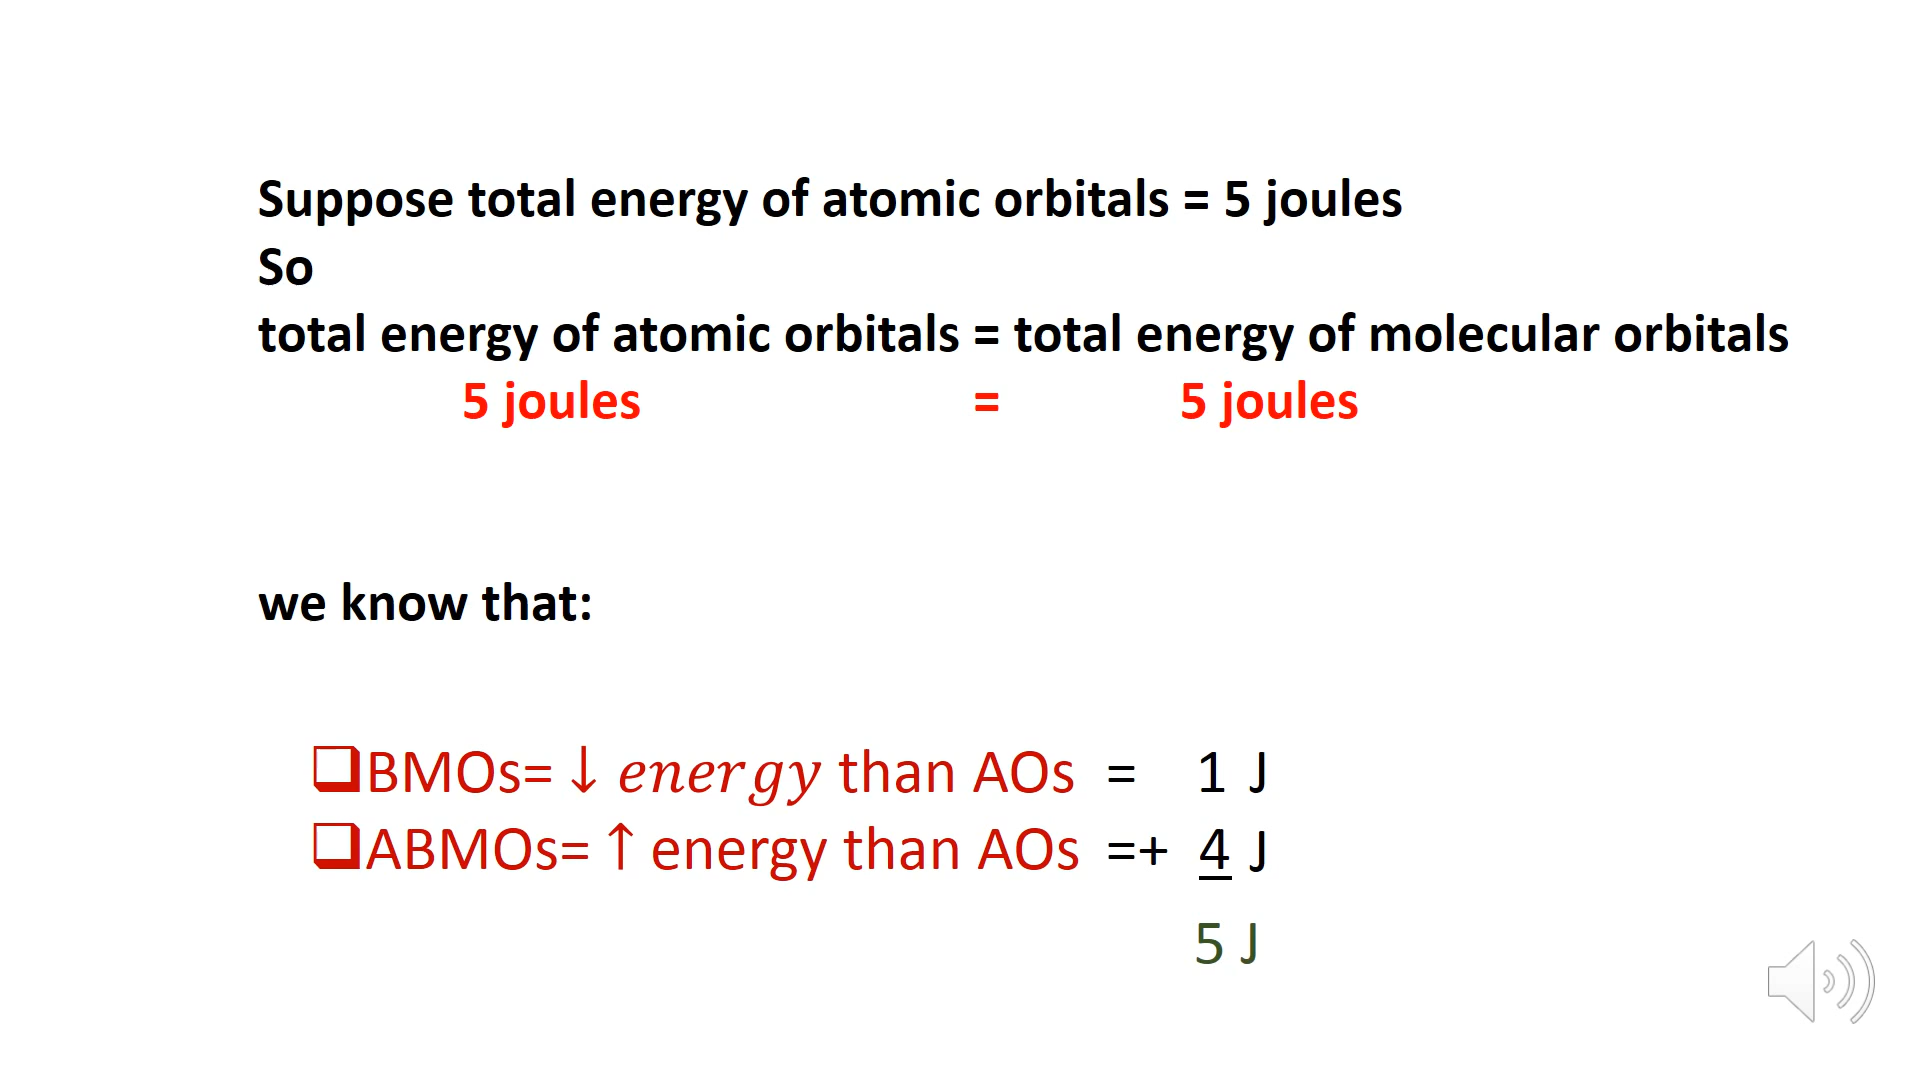 Suppose total energy of atomic orbitals = 5 joules
So
total energy of atomic orbitals = total energy of molecular orbitals
5 joules = 5 joules
we know that:
❑BMOs= ↓ energy than AOs = 1 J
❑ABMOs= ↑ energy than AOs =+ 4 J
5 J